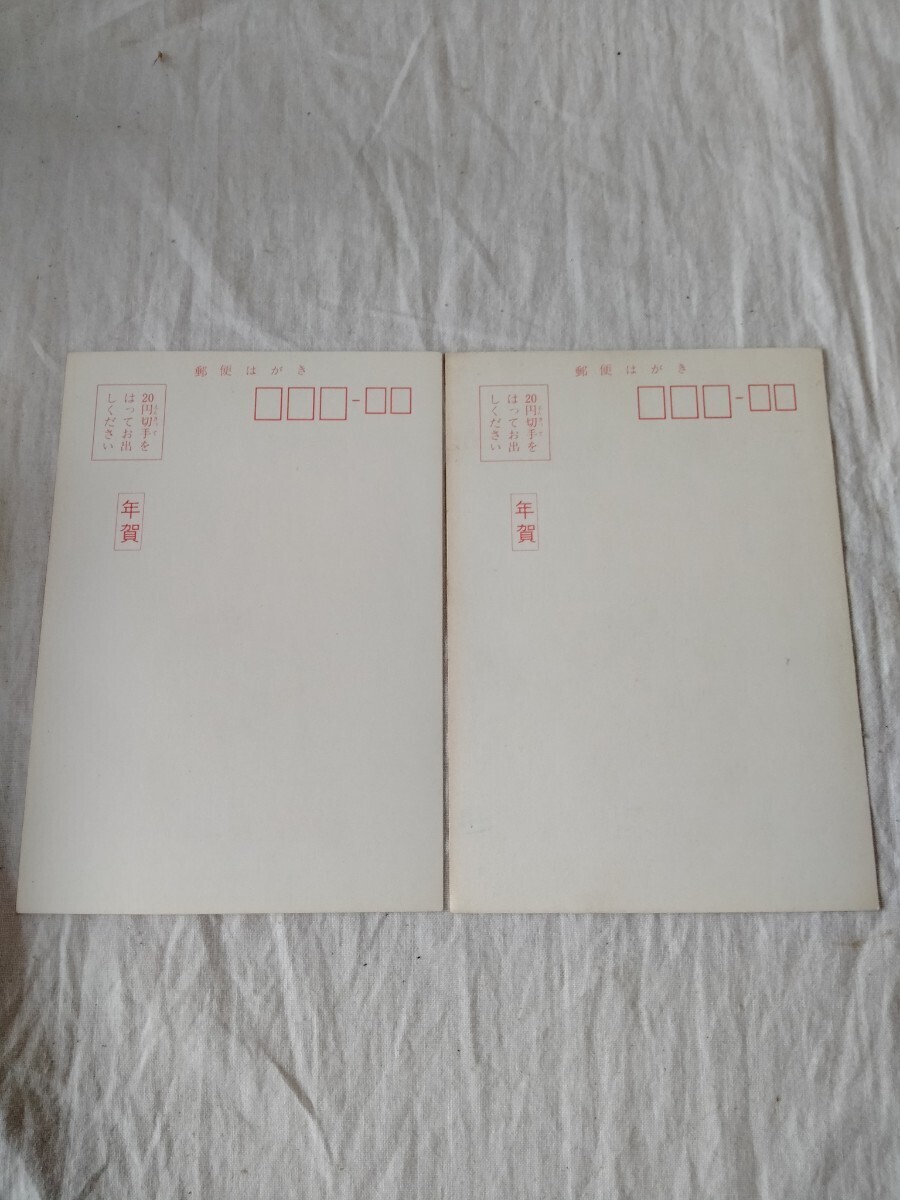 郵便はがき
20円切手を
はってお出
しください
年賀
郵便はがき
20円切手を
はってお出
しください
年賀